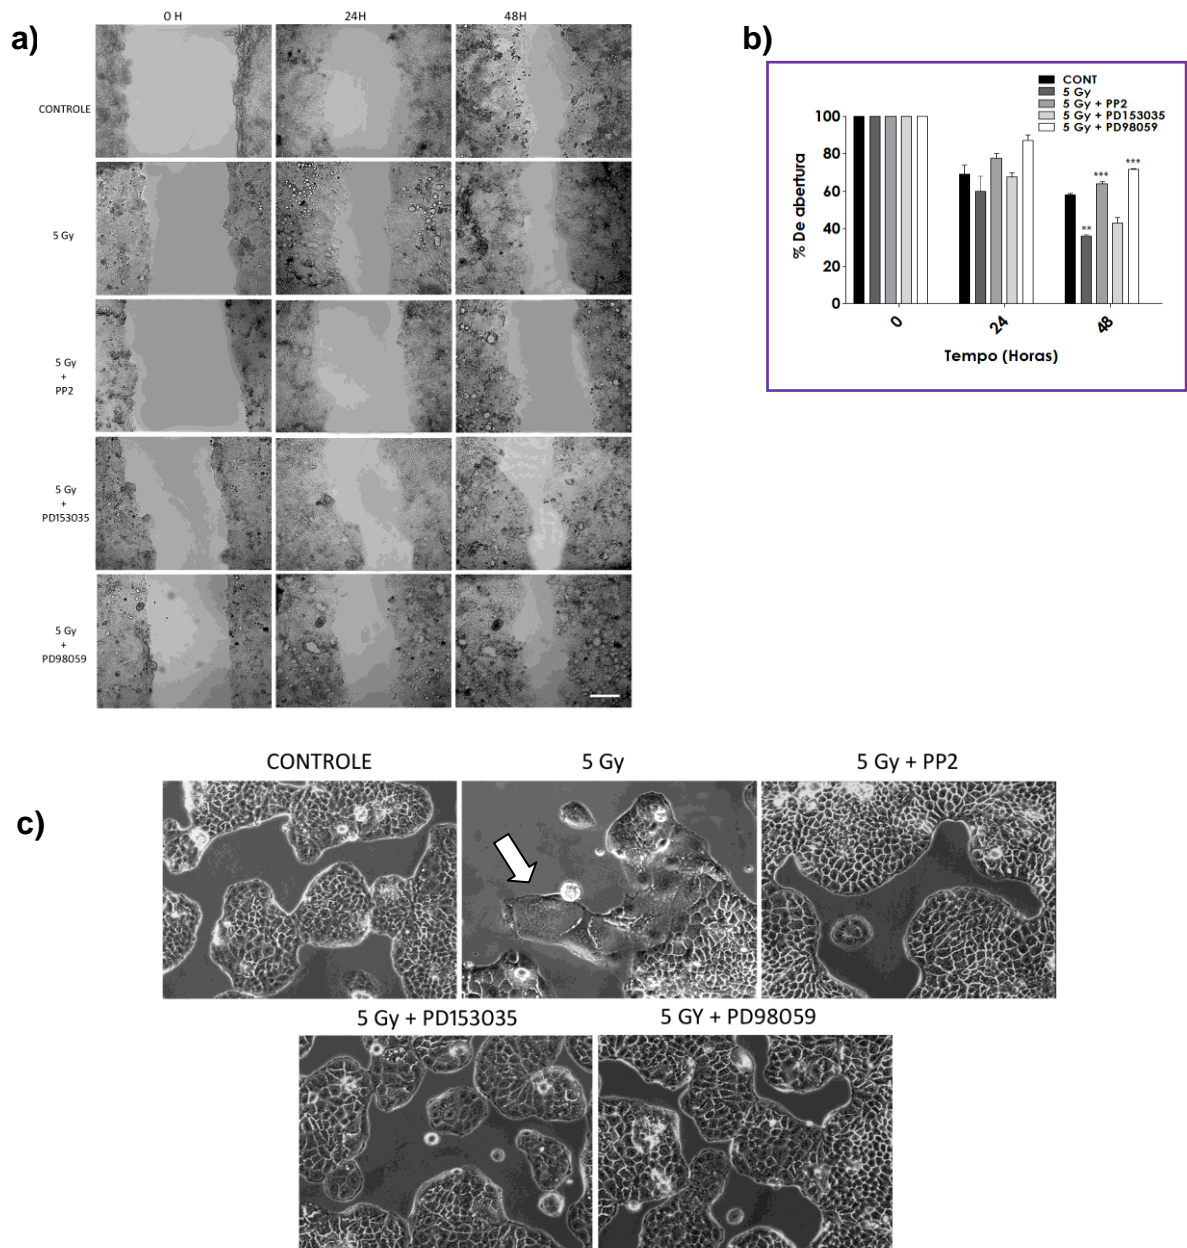 a)
0 H
24H
48H
CONTROLE
5 Gy
5 Gy
+
PP2
5 Gy
+
PD153035
5 Gy
+
PD98059
b)
CONT
5 Gy
5 Gy + PP2
5 Gy + PD153035
5 Gy + PD98059
% De abertura
100
80
60
40
20
0
**
***
***
0
24
48
Tempo (Horas)
c)
CONTROLE
5 Gy
5 Gy + PP2
5 Gy + PD153035
5 GY + PD98059